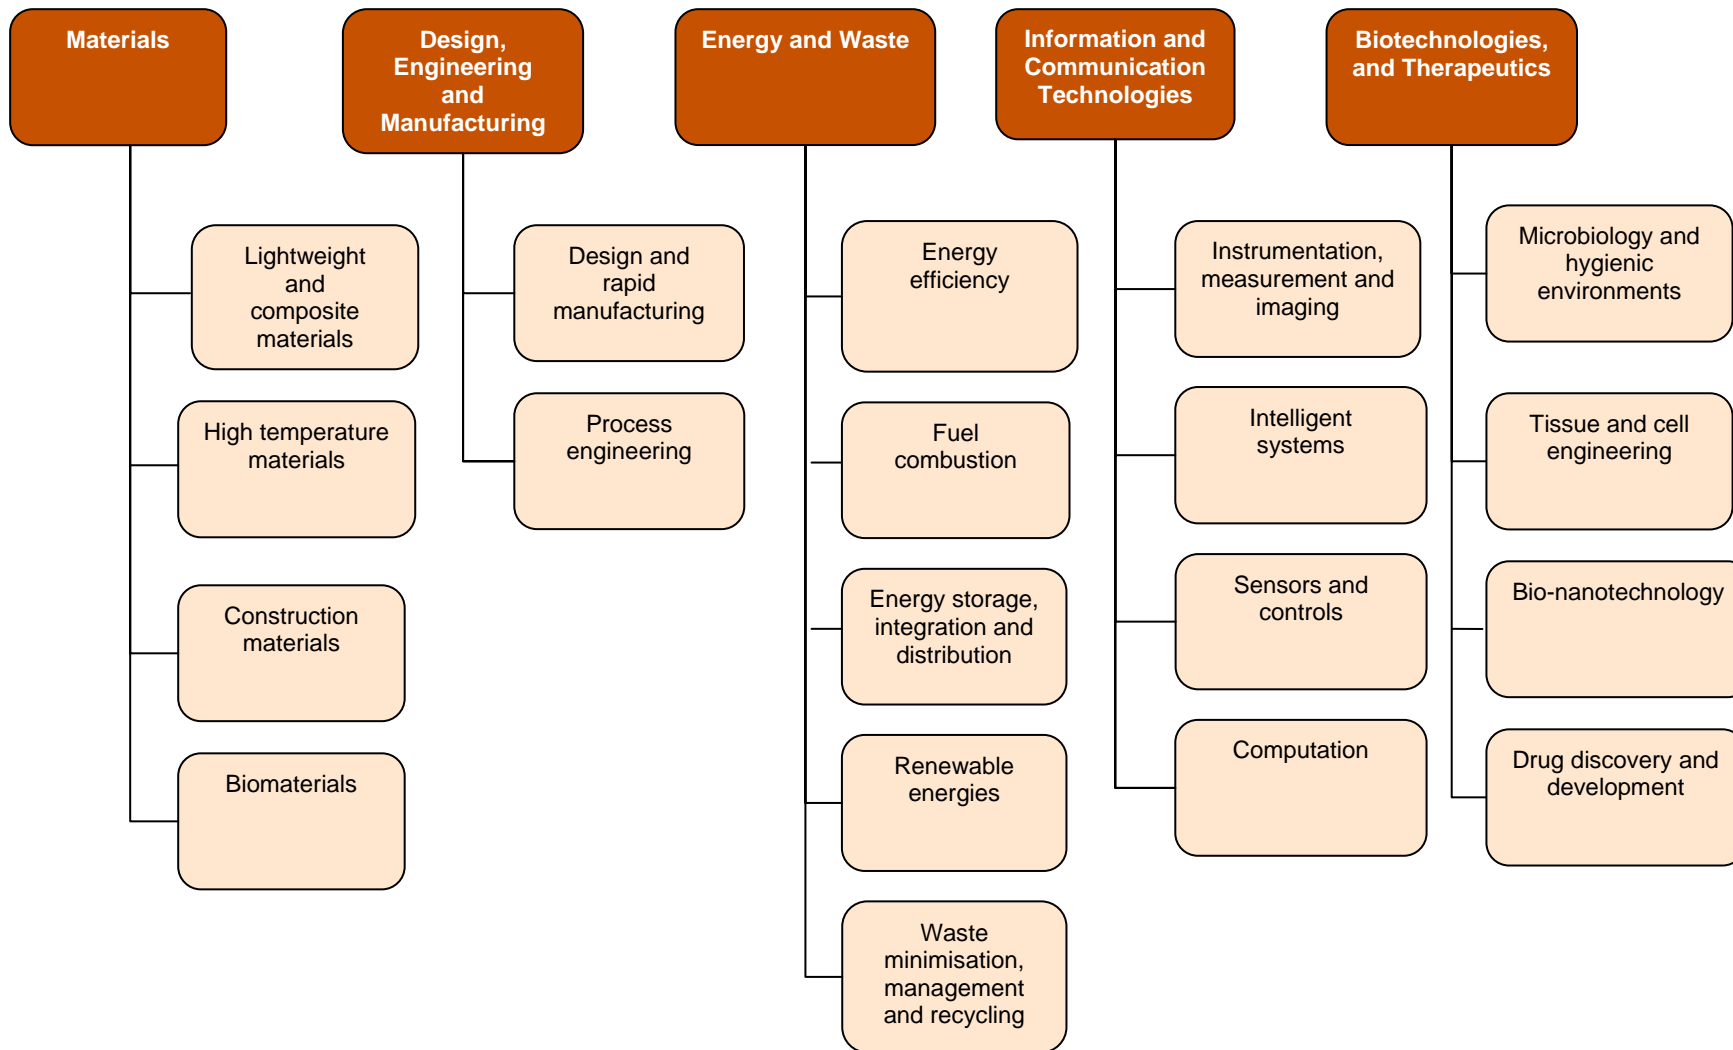 Materials
Design,
Engineering
and
Manufacturing
Energy and Waste
Information and
Communication
Technologies
Biotechnologies,
and Therapeutics
Lightweight
and
composite
materials
High temperature
materials
Construction
materials
Biomaterials
Design and
rapid
manufacturing
Process
engineering
Energy
efficiency
Fuel
combustion
Energy storage,
integration and
distribution
Renewable
energies
Waste
minimisation,
management
and recycling
Instrumentation,
measurement and
imaging
Intelligent
systems
Sensors and
controls
Computation
Microbiology and
hygienic
environments
Tissue and cell
engineering
Bio-nanotechnology
Drug discovery and
development